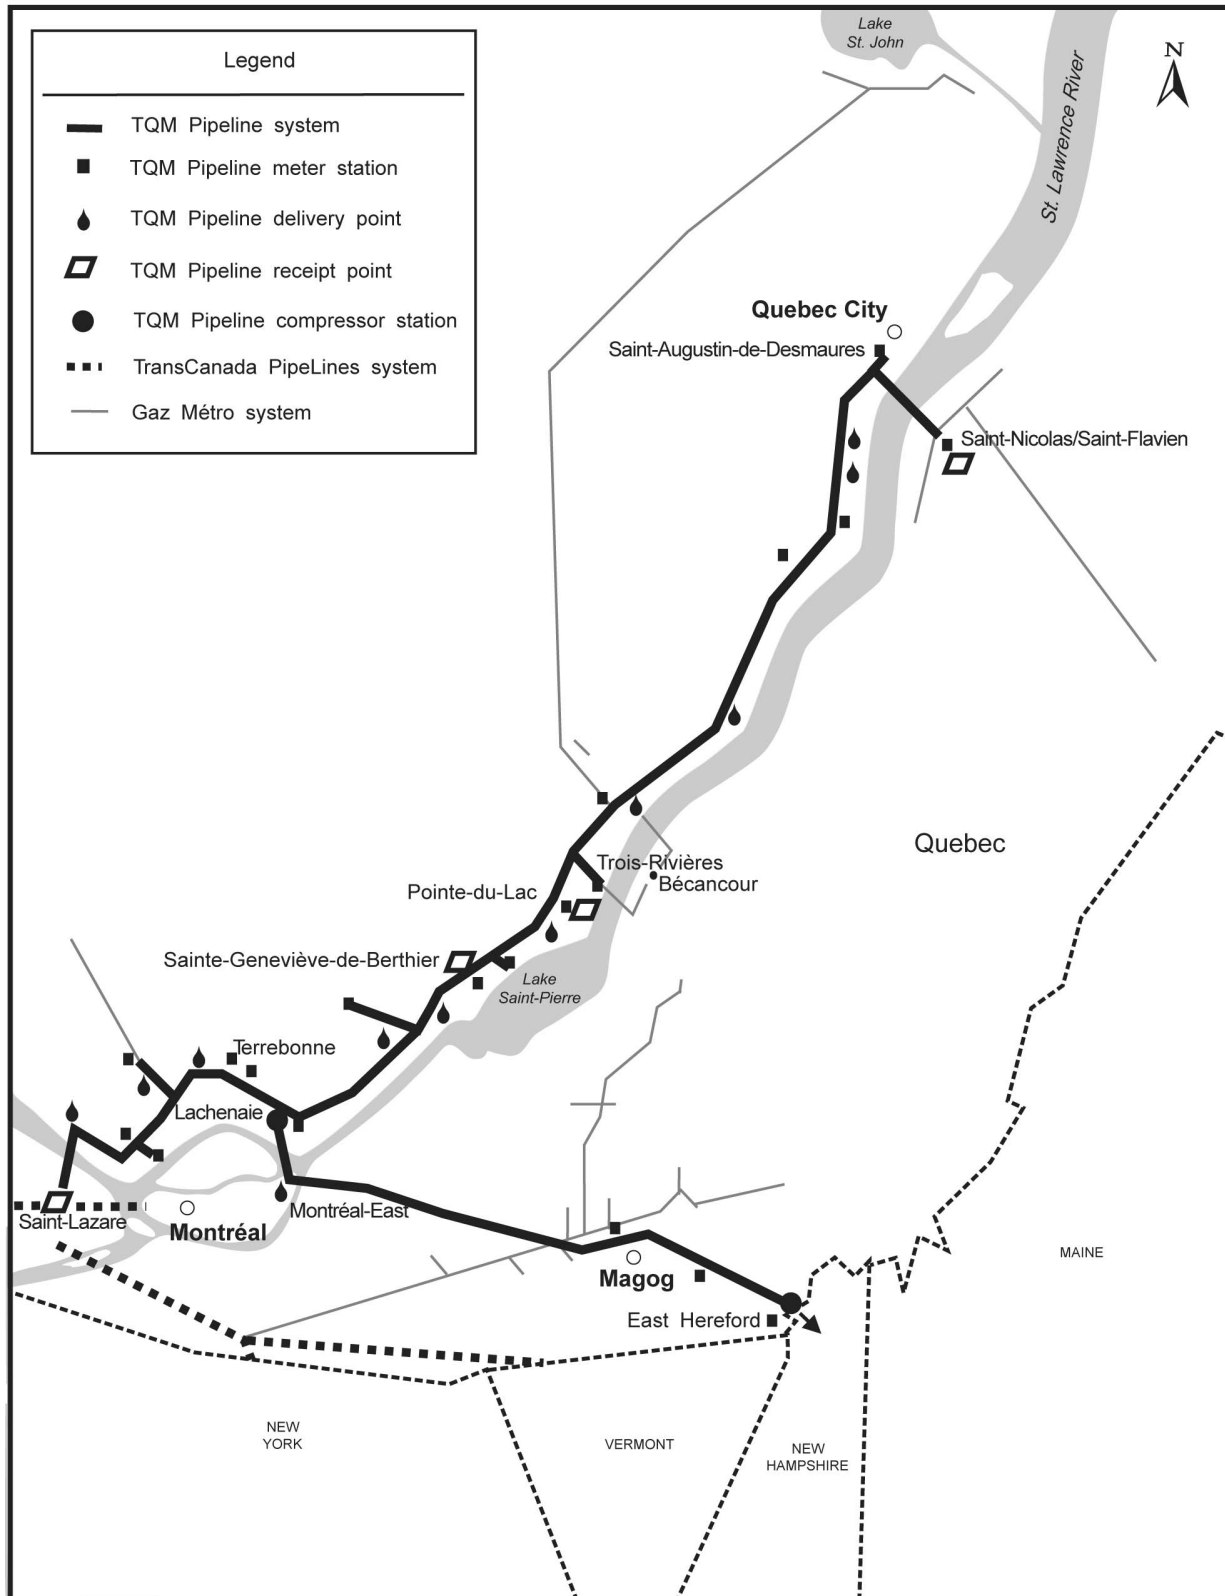 Legend
TQM Pipeline system
TQM Pipeline meter station
TQM Pipeline delivery point
TQM Pipeline receipt point
TQM Pipeline compressor station
TransCanada PipeLines system
Gaz Métro system
Lake
St. John
N
St. Lawrence River
Quebec City
Saint-Augustin-de-Desmaures
Saint-Nicolas/Saint-Flavien
Quebec
Trois-Rivières
Bécancour
Pointe-du-Lac
Sainte-Geneviève-de-Berthier
Lake
Saint-Pierre
Terrebonne
Lachenaie
Montréal-East
Saint-Lazare
Montréal
Magog
East Hereford
MAINE
NEW
YORK
VERMONT
NEW
HAMPSHIRE